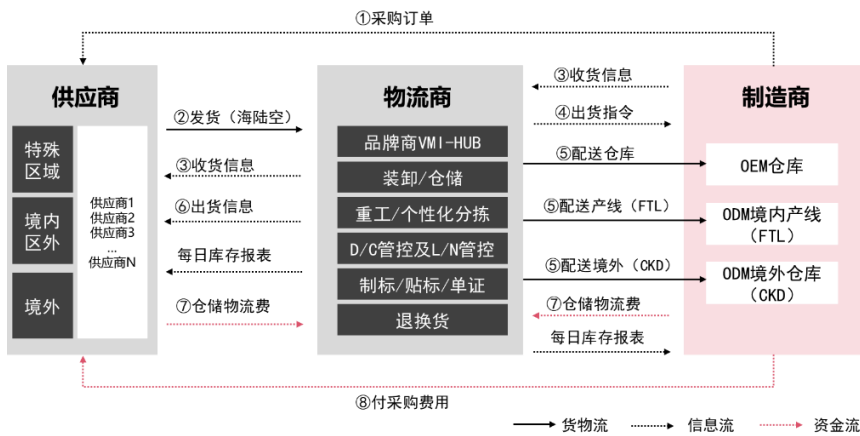 ①采购订单
供应商
特殊
区域
境内
区外
境外
供应商1
供应商2
供应商3
...
供应商N
②发货（海陆空）
③收货信息
⑥出货信息
每日库存报表
⑦仓储物流费
物流商
品牌商VMI-HUB
装卸/仓储
重工/个性化分拣
D/C管控及L/N管控
制标/贴标/单证
退换货
③收货信息
④出货指令
⑤配送仓库
⑤配送产线（FTL）
⑤配送境外（CKD）
⑦仓储物流费
每日库存报表
制造商
OEM仓库
ODM境内产线
（FTL）
ODM境外仓库
（CKD）
⑧付采购费用
货物流
信息流
资金流